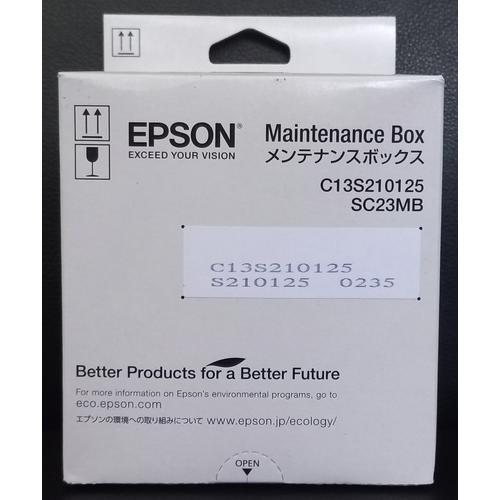 EPSON®
EXCEED YOUR VISION
Maintenance Box
メンテナンスボックス
C13S210125
SC23MB
C13S210125
S210125 0235
Better Products for a Better Future
For more information on Epson's environmental programs, go to
eco.epson.com
エプソンの環境への取り組みについて www.epson.jp/ecology/
OPEN